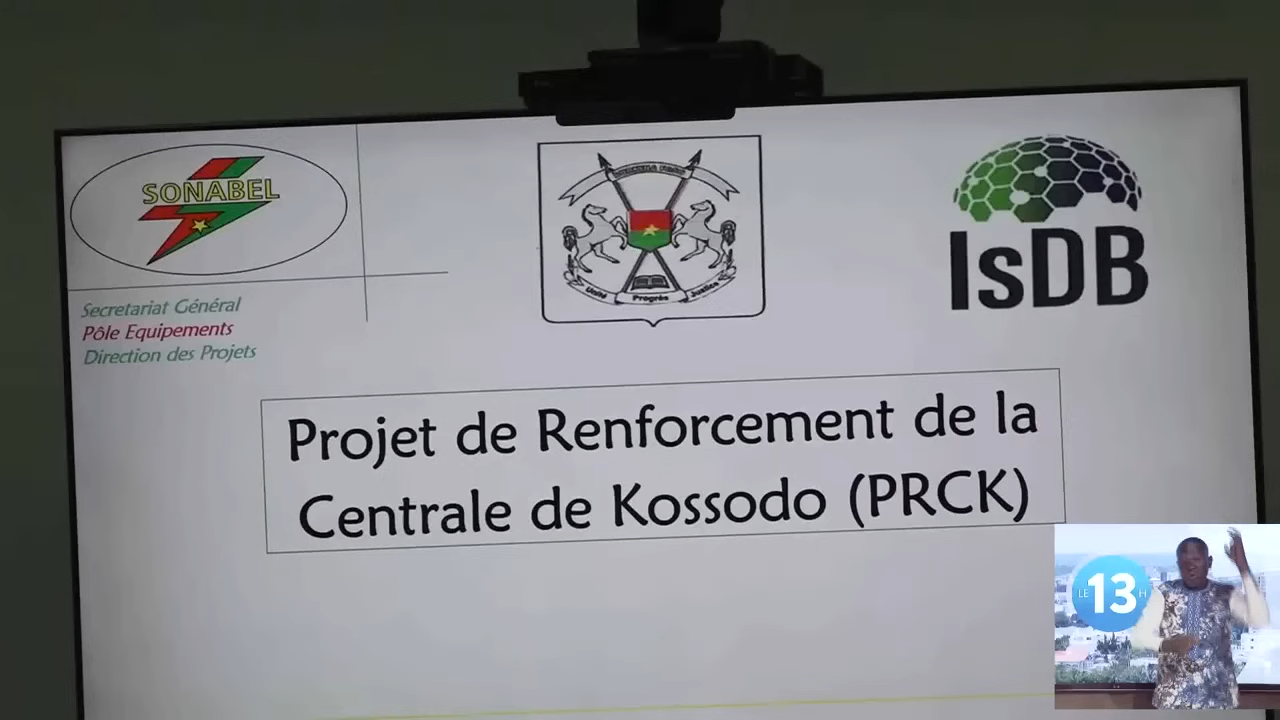 SONABEL
Secretariat Général
Pôle Equipements
Direction des Projets
Unité Progrès Justice
IsDB
Projet de Renforcement de la
Centrale de Kossodo (PRCK)
LE 13 H